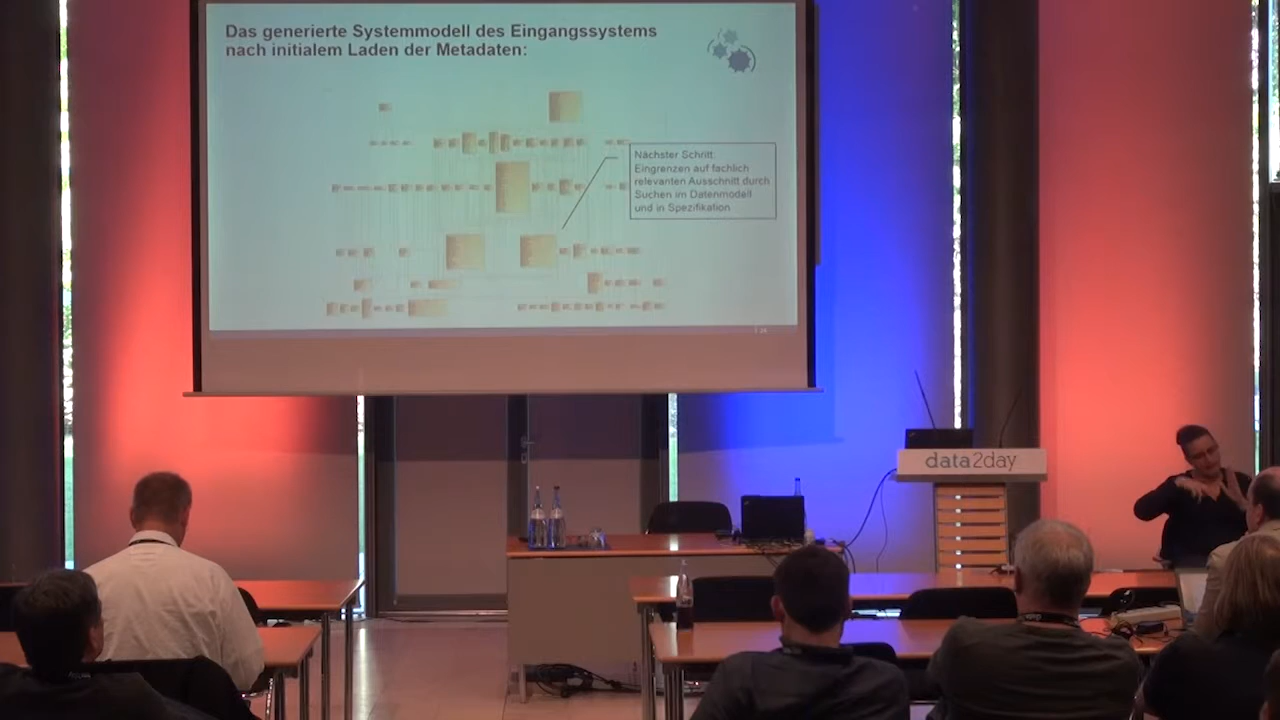 Das generierte Systemmodell des Eingangssystems
nach initialem Laden der Metadaten:
Nächster Schritt:
Eingrenzen auf fachlich
relevanten Ausschnitt durch
Suchen im Datenmodell
und in Spezifikation
data2day